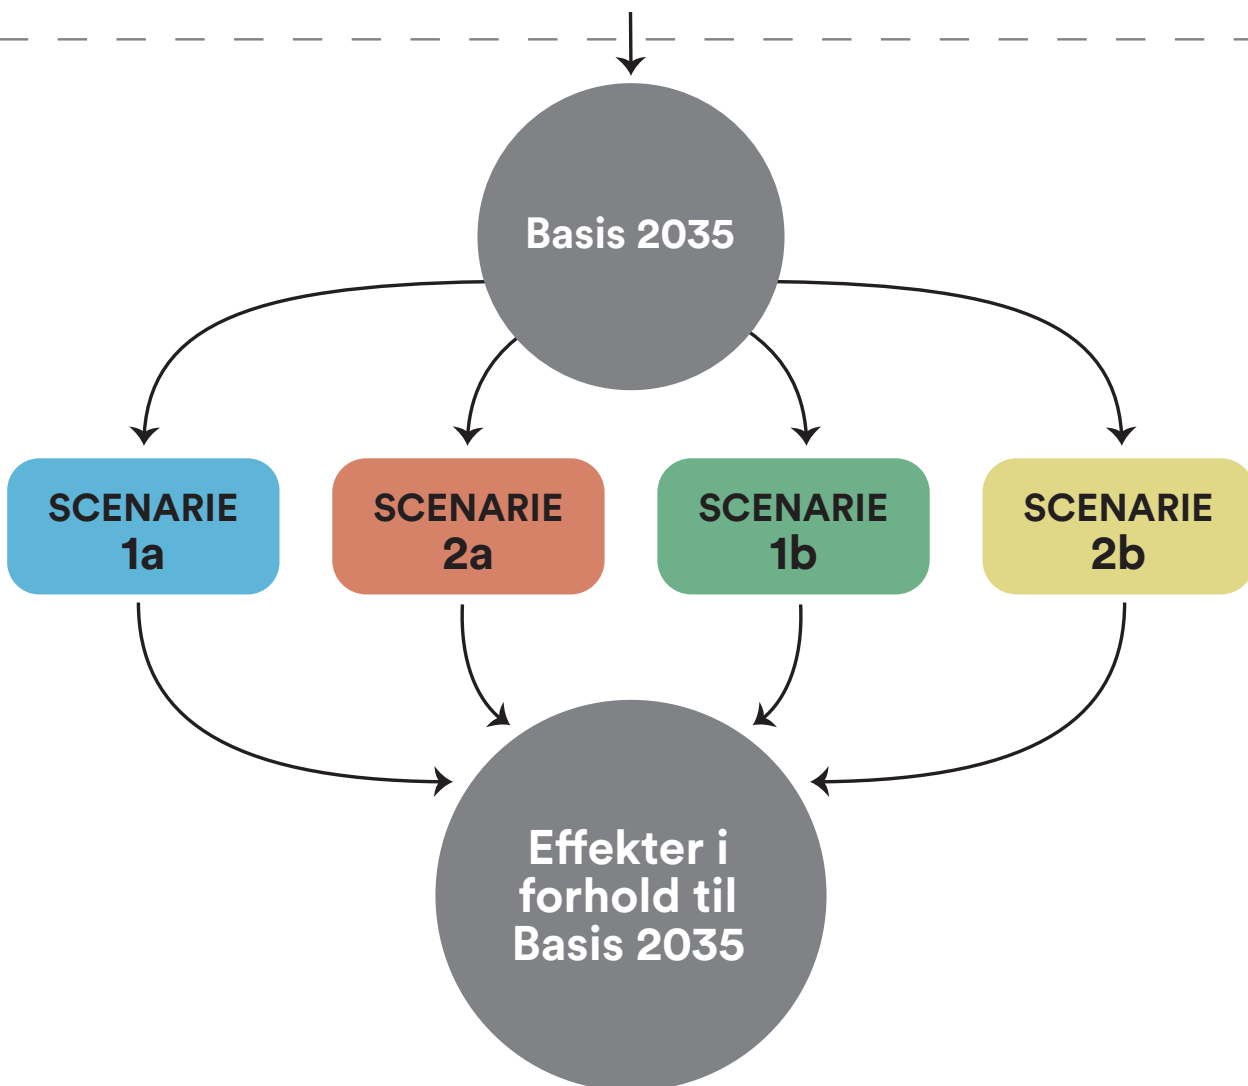 Basis 2035
SCENARIE
1a
SCENARIE
2a
SCENARIE
1b
SCENARIE
2b
Effekter i
forhold til
Basis 2035